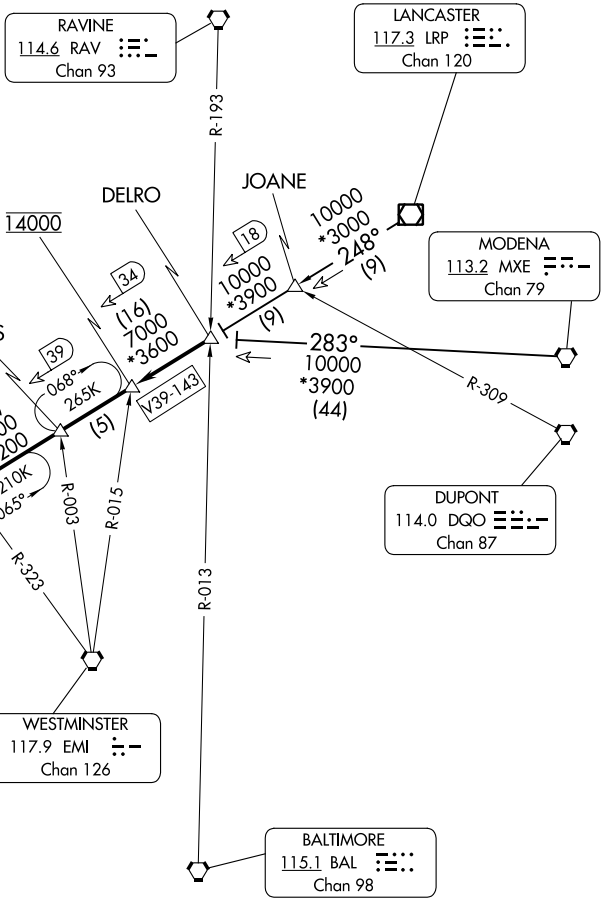 RAVINE
114.6 RAV
Chan 93
LANCASTER
117.3 LRP
Chan 120
R-193
DELRO
JOANE
14000
10000
*3000
248°
(9)
18
10000
*3900
(9)
MODENA
113.2 MXE
Chan 79
34
(16)
7000
*3600
283°
10000
*3900
(44)
S
39
068°
265K
(5)
V39-143
R-309
00
200
210K
065°
R-003
R-015
R-013
R-323
DUPONT
114.0 DQO
Chan 87
WESTMINSTER
117.9 EMI
Chan 126
BALTIMORE
115.1 BAL
Chan 98